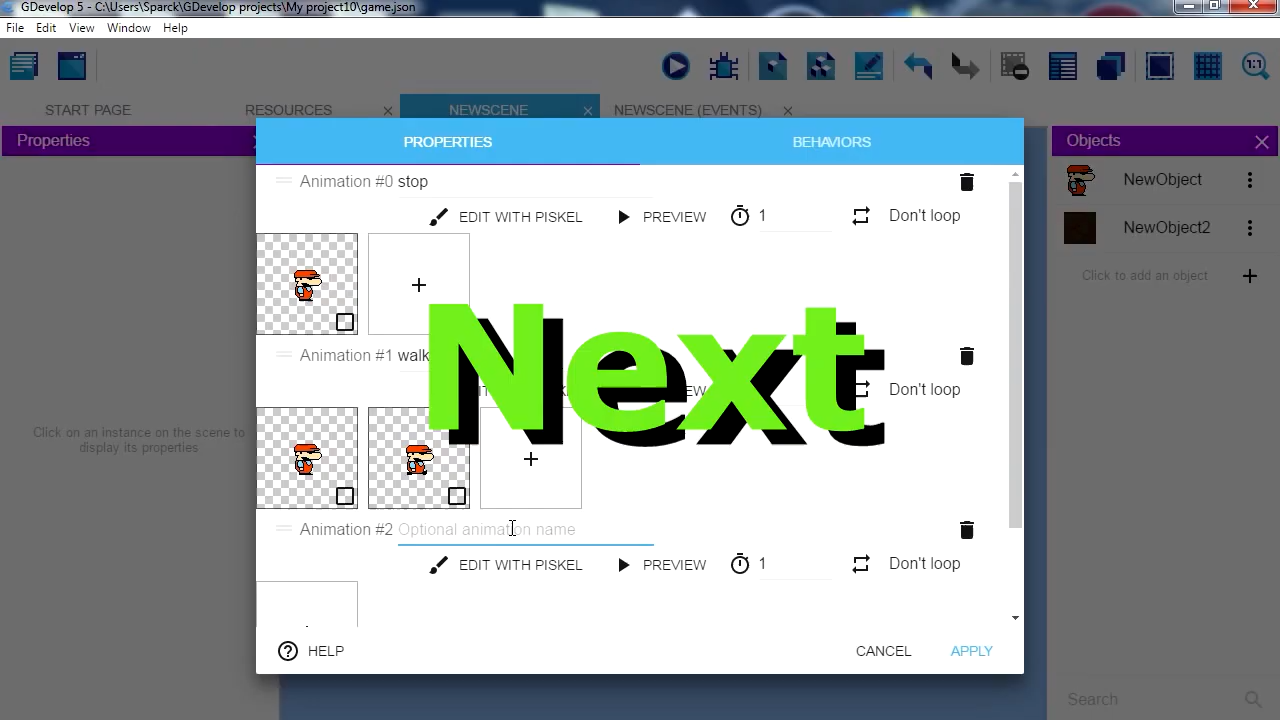 GDevelop 5 - C:\Users\Sparck\GDevelop projects\My project10\game.json
File Edit View Window Help
1:1
START PAGE RESOURCES NEWSCENE NEWSCENE (EVENTS)
Properties
Click on an instance on the scene to
display its properties
PROPERTIES BEHAVIORS
Animation #0 stop
EDIT WITH PISKEL PREVIEW 1 Don't loop
Animation #1 walk
Don't loop
Next
Animation #2 Optional animation name
EDIT WITH PISKEL PREVIEW 1 Don't loop
HELP CANCEL APPLY
Objects
NewObject
NewObject2
Click to add an object
Search